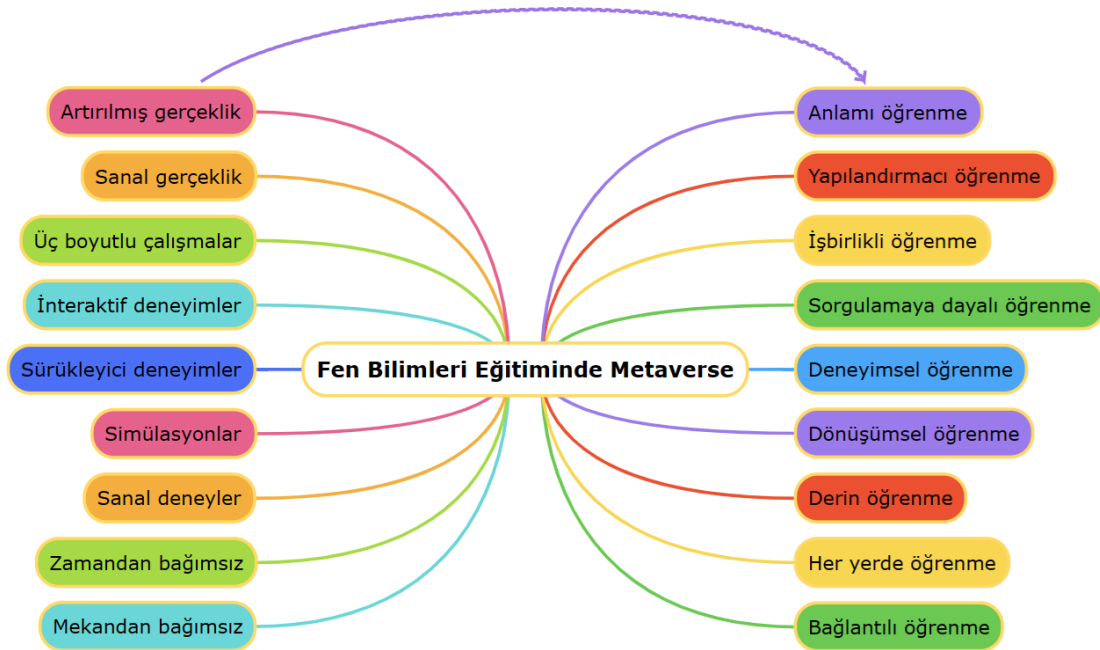 Artırılmış gerçeklik
Sanal gerçeklik
Üç boyutlu çalışmalar
İnteraktif deneyimler
Sürükleyici deneyimler
Simülasyonlar
Sanal deneyler
Zamandan bağımsız
Mekandan bağımsız
Fen Bilimleri Eğitiminde Metaverse
Anlamı öğrenme
Yapılandırmacı öğrenme
İşbirlikli öğrenme
Sorgulamaya dayalı öğrenme
Deneyimsel öğrenme
Dönüşümsel öğrenme
Derin öğrenme
Her yerde öğrenme
Bağlantılı öğrenme